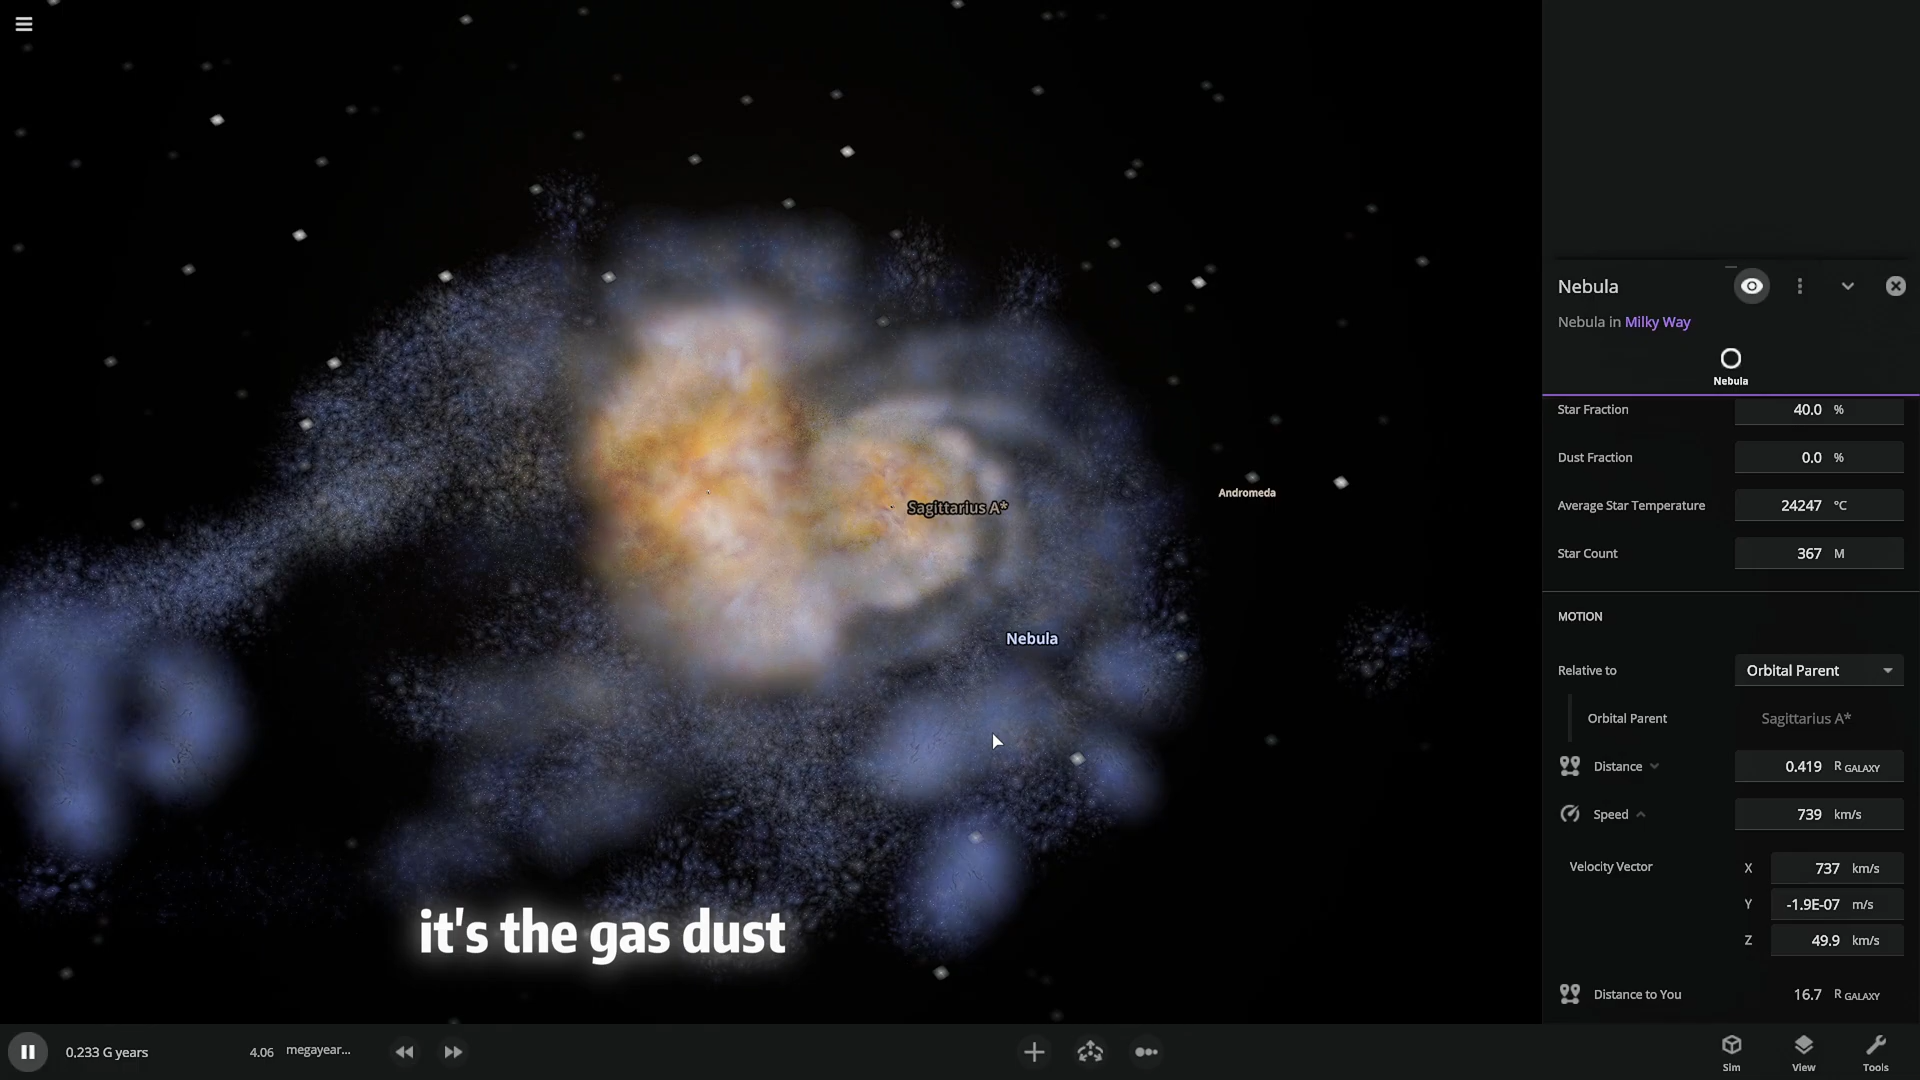 Sagittarius A*
Andromeda
Nebula
it's the gas dust
Nebula
Nebula in Milky Way
Nebula
Star Fraction 40.0 %
Dust Fraction 0.0 %
Average Star Temperature 24247 °C
Star Count 367 M
MOTION
Relative to Orbital Parent
Orbital Parent Sagittarius A*
Distance 0.419 R GALAXY
Speed 739 km/s
Velocity Vector X 737 km/s
Y -1.9E-07 m/s
Z 49.9 km/s
Distance to You 16.7 R GALAXY
0.233 G years 4.06 megayear...
Sim View Tools